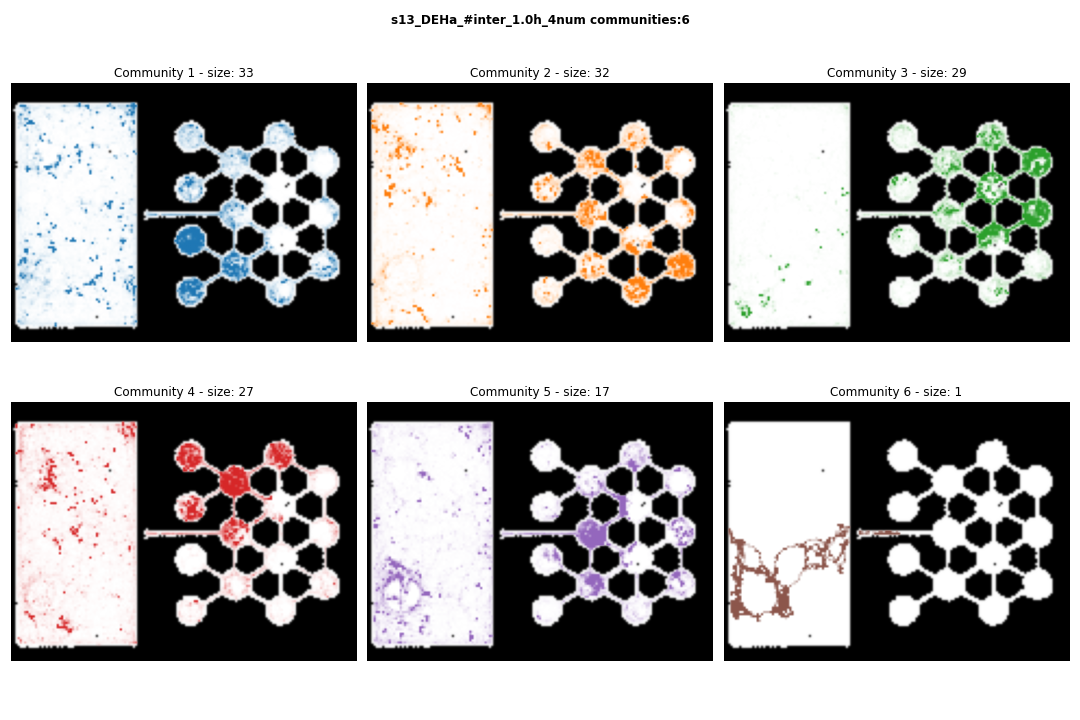 s13_DEHa_#inter_1.0h_4num communities:6
Community 1 - size: 33
Community 2 - size: 32
Community 3 - size: 29
Community 4 - size: 27
Community 5 - size: 17
Community 6 - size: 1